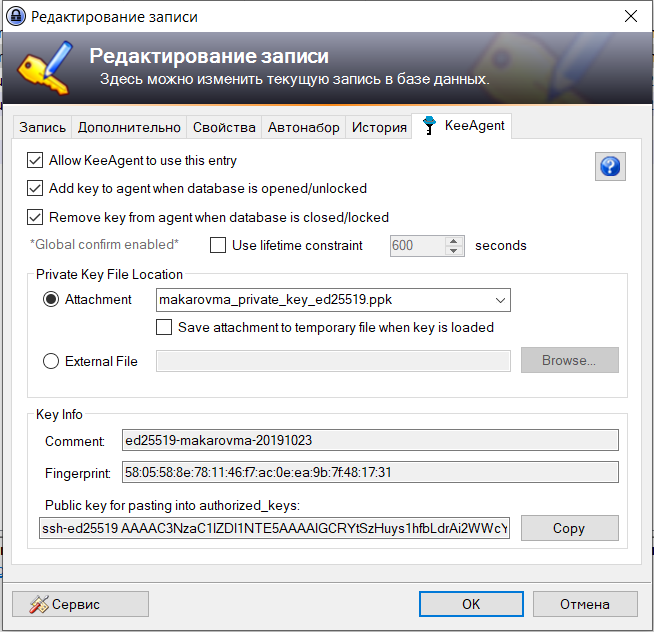 Редактирование записи
Редактирование записи
Здесь можно изменить текущую запись в базе данных.
Запись Дополнительно Свойства Автонабор История KeeAgent
Allow KeeAgent to use this entry
Add key to agent when database is opened/unlocked
Remove key from agent when database is closed/locked
*Global confirm enabled* Use lifetime constraint 600 seconds
Private Key File Location
Attachment makarovma_private_key_ed25519.ppk
Save attachment to temporary file when key is loaded
External File Browse...
Key Info
Comment: ed25519-makarovma-20191023
Fingerprint: 58:05:58:8e:78:11:46:f7:ac:0e:ea:9b:7f:48:17:31
Public key for pasting into authorized_keys:
ssh-ed25519 AAAAC3NzaC1lZDI1NTE5AAAAIGCRYtSzHuys1hfbLdrAi2WWcY Copy
Сервис OK Отмена